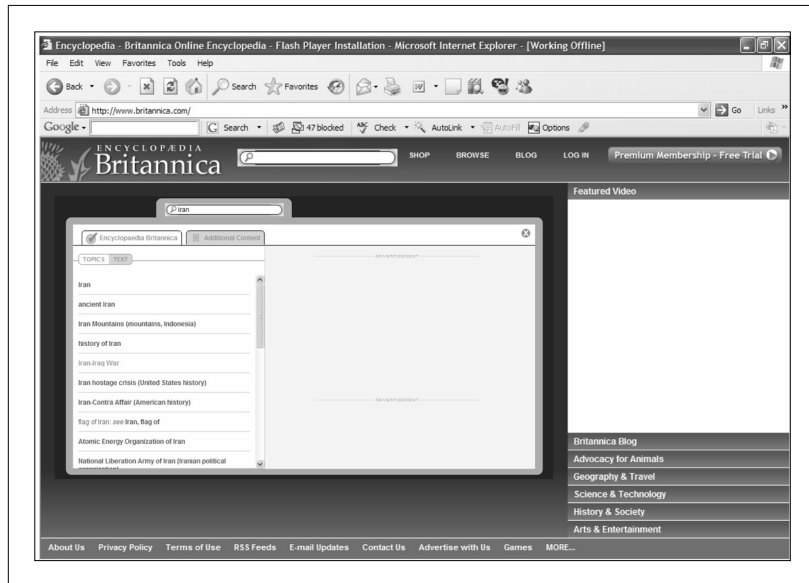 Encyclopedia - Britannica Online Encyclopedia - Flash Player Installation - Microsoft Internet Explorer - [Working Offline]
File Edit View Favorites Tools Help
Back Search Favorites
Address http://www.britannica.com/ Go Links »
Google Search 47 blocked ABC Check AutoLink AutoFill Options
ENCYCLOPÆDIA
Britannica SHOP BROWSE BLOG LOG IN Premium Membership - Free Trial
Featured Video
iran
Encyclopaedia Britannica Additional Content
TOPICS TEXT
ADVERTISEMENT
Iran
ancient Iran
Iran Mountains (mountains, Indonesia)
history of Iran
Iran-Iraq War
Iran hostage crisis (United States history)
Iran-Contra Affair (American history)
ADVERTISEMENT
flag of Iran: see Iran, flag of
Atomic Energy Organization of Iran
National Liberation Army of Iran (Iranian political
Britannica Blog
Advocacy for Animals
Geography & Travel
Science & Technology
History & Society
Arts & Entertainment
About Us Privacy Policy Terms of Use RSS Feeds E-mail Updates Contact Us Advertise with Us Games MORE...